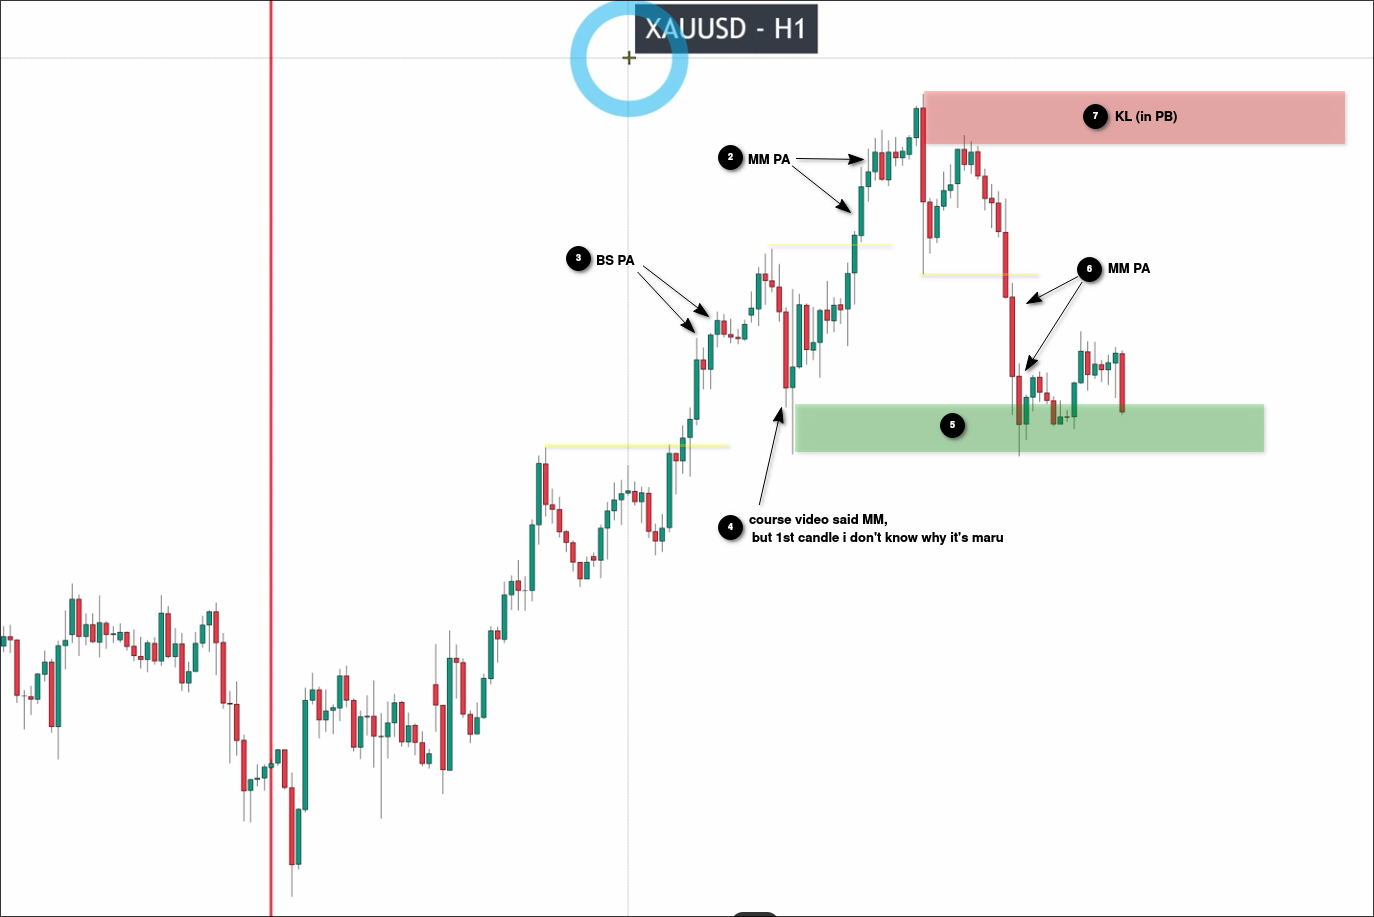 XAUUSD - H1
7 KL (in PB)
2 MM PA
3 BS PA
6 MM PA
5
4 course video said MM,
but 1st candle i don't know why it's maru